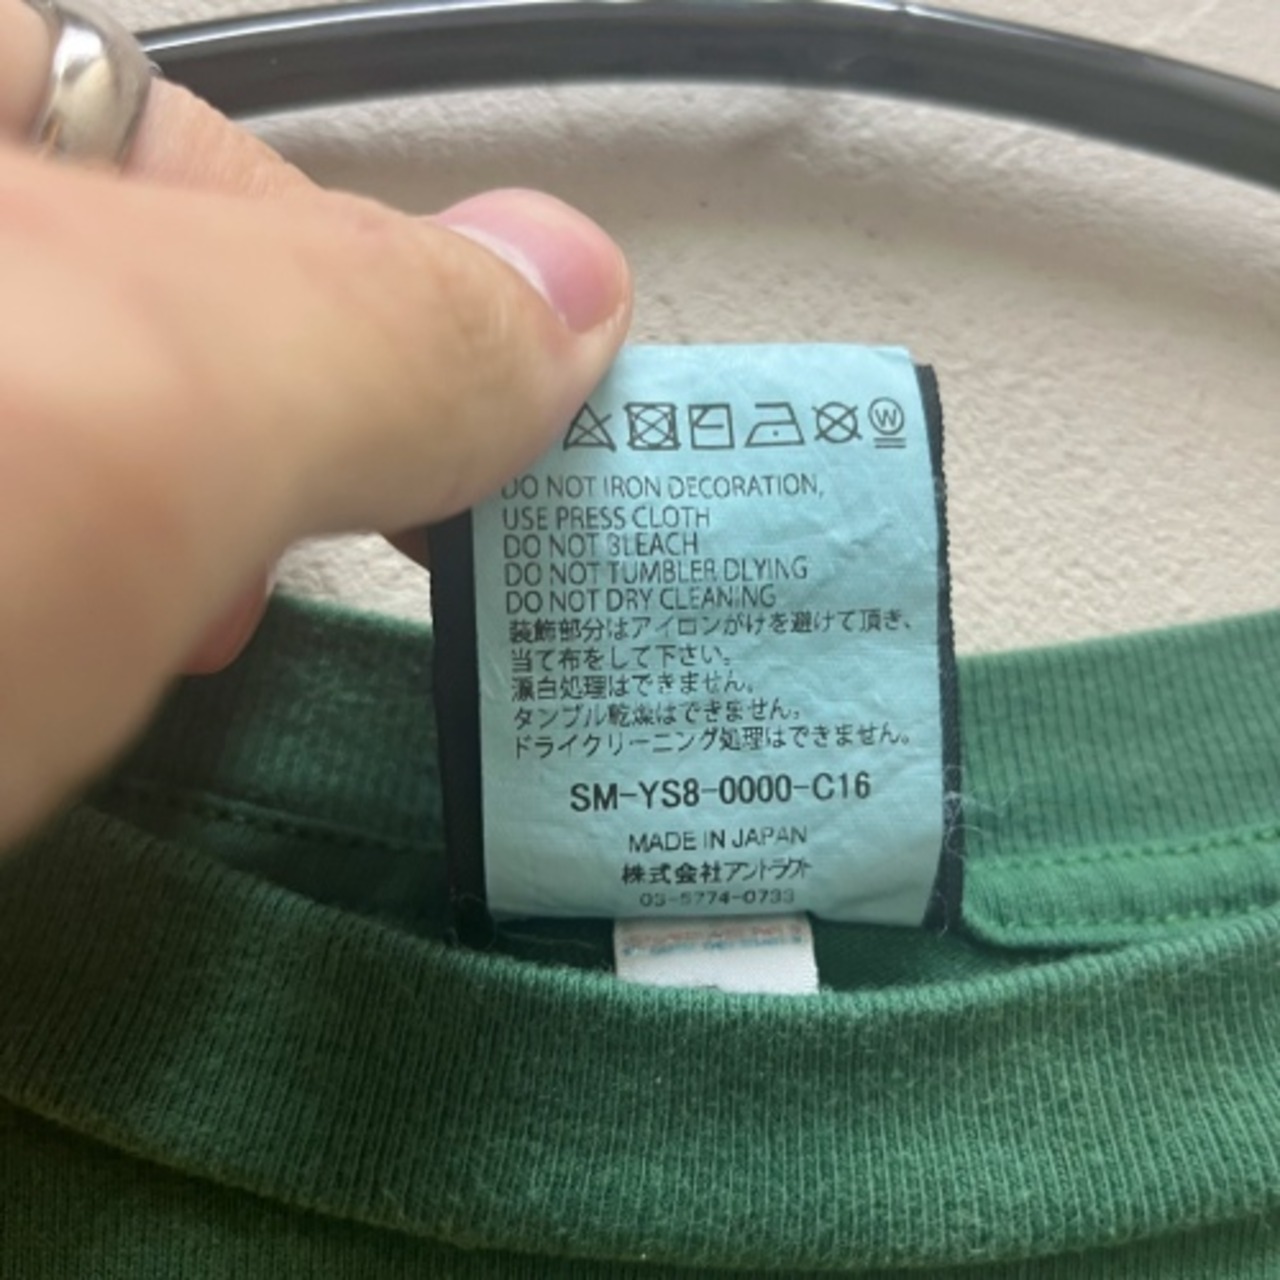 W
DO NOT IRON DECORATION,
USE PRESS CLOTH
DO NOT BLEACH
DO NOT TUMBLER DLYING
DO NOT DRY CLEANING
装飾部分はアイロンがけを避けて頂き、
当て布をして下さい。
漂白処理はできません。
タンブル乾燥はできません。
ドライクリーニング処理はできません。
SM-YS8-0000-C16
MADE IN JAPAN
株式会社アントラクト
03-5774-0733